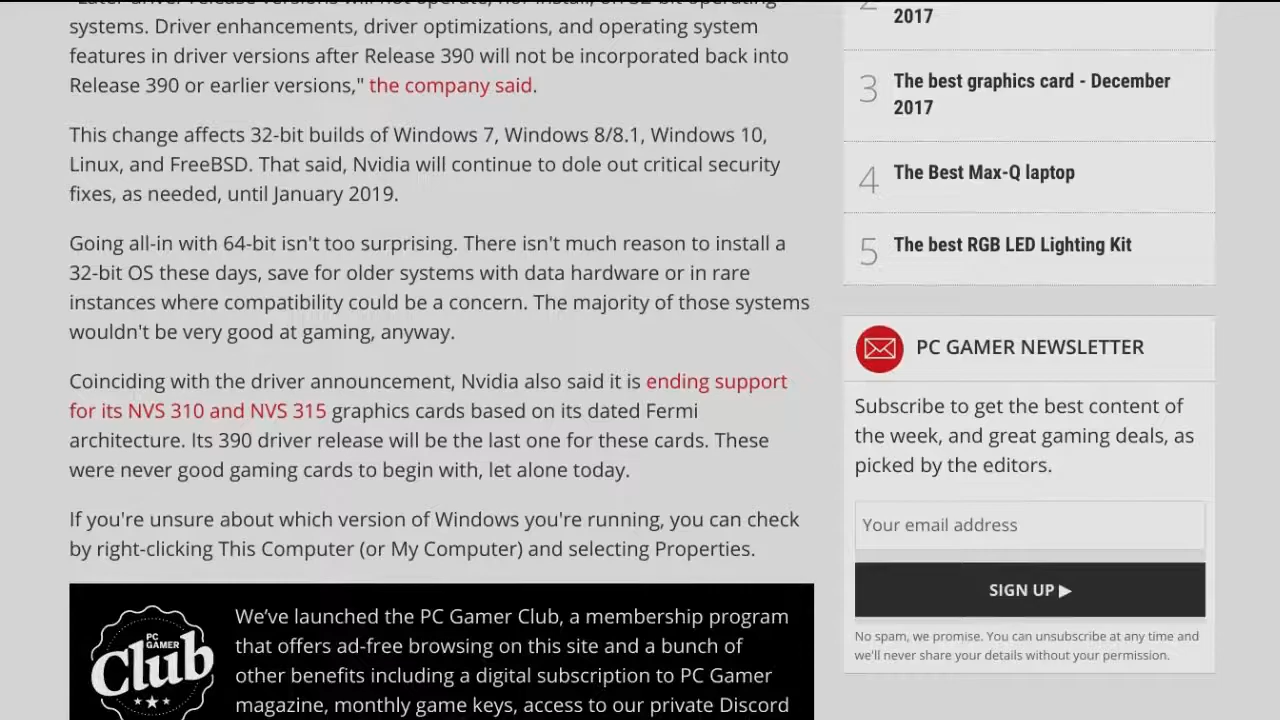 "Later driver release versions will not operate, nor install, on 32-bit operating
systems. Driver enhancements, driver optimizations, and operating system
features in driver versions after Release 390 will not be incorporated back into
Release 390 or earlier versions," the company said.
This change affects 32-bit builds of Windows 7, Windows 8/8.1, Windows 10,
Linux, and FreeBSD. That said, Nvidia will continue to dole out critical security
fixes, as needed, until January 2019.
Going all-in with 64-bit isn't too surprising. There isn't much reason to install a
32-bit OS these days, save for older systems with data hardware or in rare
instances where compatibility could be a concern. The majority of those systems
wouldn't be very good at gaming, anyway.
Coinciding with the driver announcement, Nvidia also said it is ending support
for its NVS 310 and NVS 315 graphics cards based on its dated Fermi
architecture. Its 390 driver release will be the last one for these cards. These
were never good gaming cards to begin with, let alone today.
If you're unsure about which version of Windows you're running, you can check
by right-clicking This Computer (or My Computer) and selecting Properties.
PC
GAMER
Club
We've launched the PC Gamer Club, a membership program
that offers ad-free browsing on this site and a bunch of
other benefits including a digital subscription to PC Gamer
magazine, monthly game keys, access to our private Discord
2
2017
3
The best graphics card - December
2017
4
The Best Max-Q laptop
5
The best RGB LED Lighting Kit
PC GAMER NEWSLETTER
Subscribe to get the best content of
the week, and great gaming deals, as
picked by the editors.
Your email address
SIGN UP ▶
No spam, we promise. You can unsubscribe at any time and
we'll never share your details without your permission.